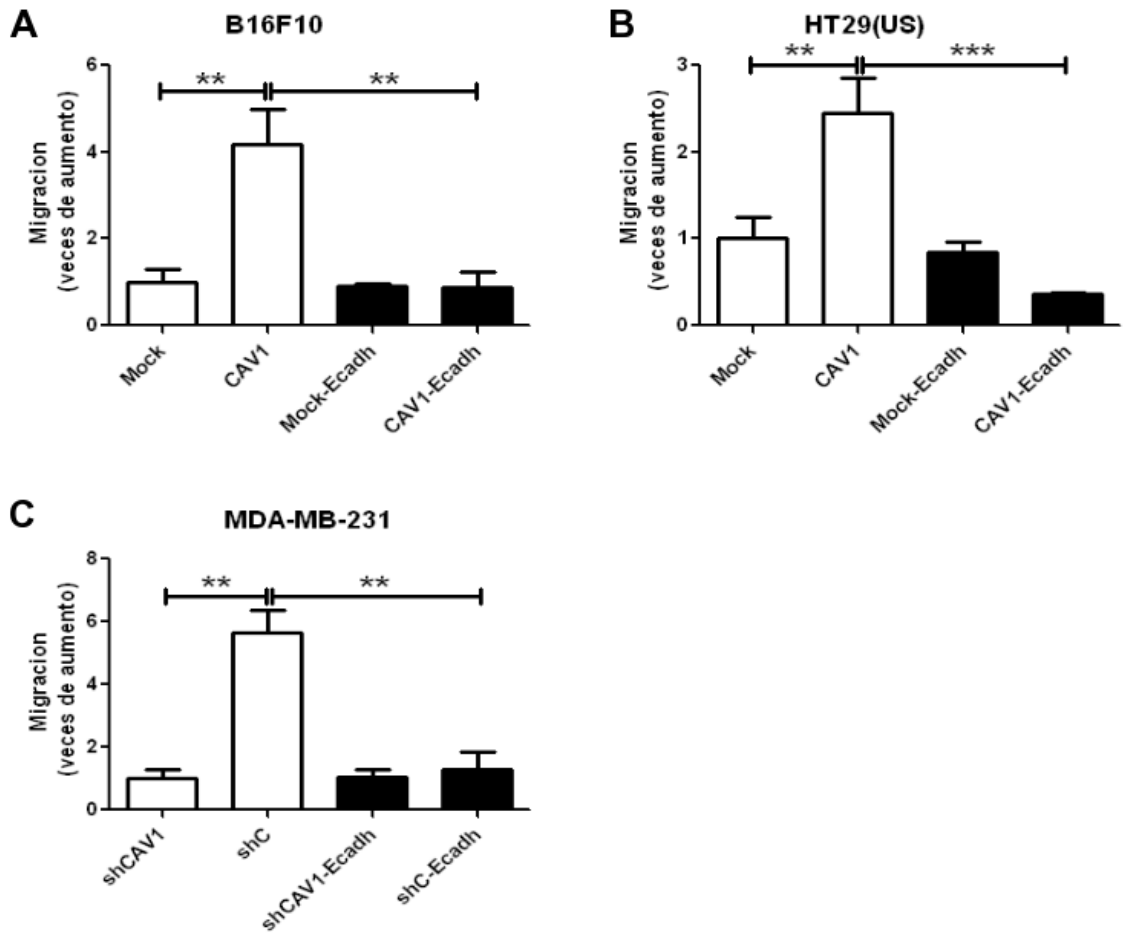 A
B16F10
Migracion
(veces de aumento)
6
4
2
0
**
**
Mock
CAV1
Mock-Ecadh
CAV1-Ecadh
B
HT29(US)
Migracion
(veces de aumento)
3
2
1
0
**
***
Mock
CAV1
Mock-Ecadh
CAV1-Ecadh
C
MDA-MB-231
Migracion
(veces de aumento)
8
6
4
2
0
**
**
shCAV1
shC
shCAV1-Ecadh
shC-Ecadh